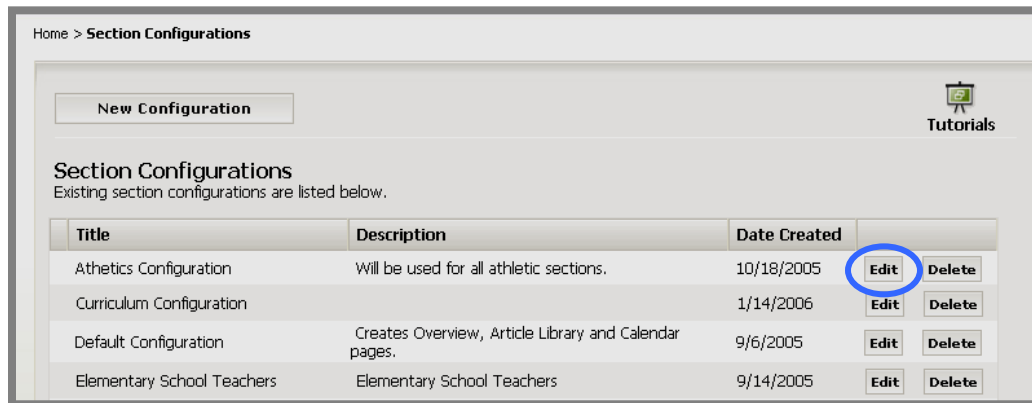 Home > Section Configurations
New Configuration
Tutorials
Section Configurations
Existing section configurations are listed below.
Title Description Date Created
Athetics Configuration Will be used for all athletic sections. 10/18/2005 Edit Delete
Curriculum Configuration 1/14/2006 Edit Delete
Default Configuration Creates Overview, Article Library and Calendar pages. 9/6/2005 Edit Delete
Elementary School Teachers Elementary School Teachers 9/14/2005 Edit Delete